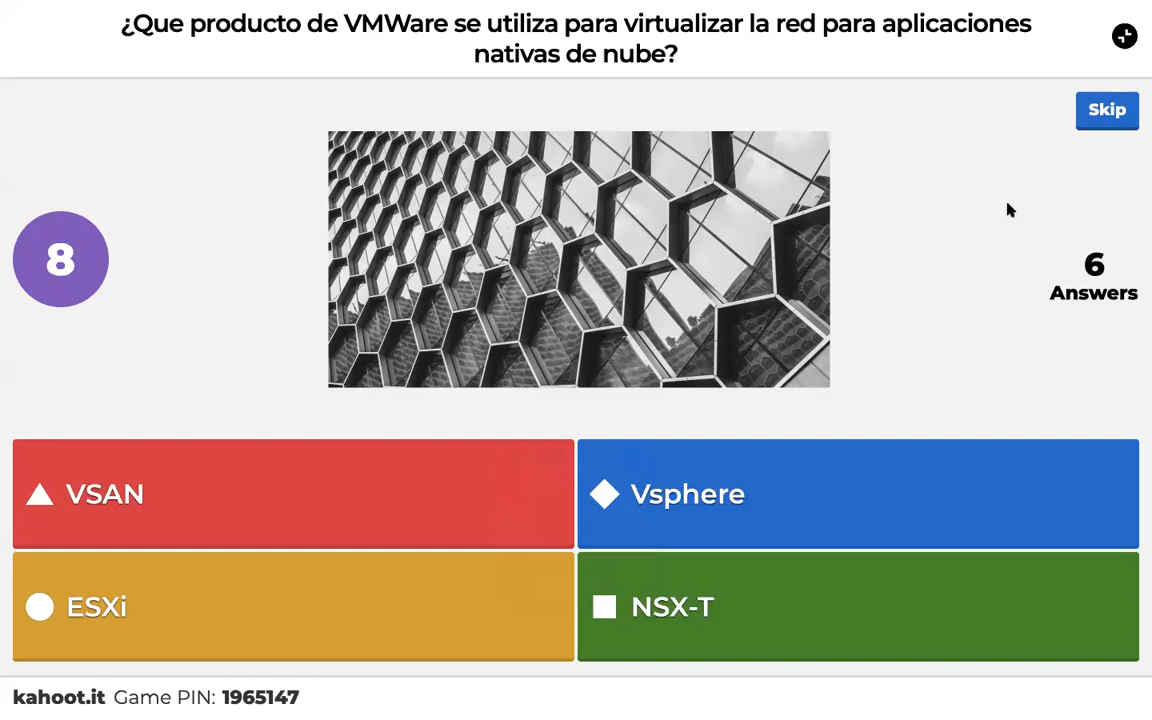 ¿Que producto de VMWare se utiliza para virtualizar la red para aplicaciones
nativas de nube?
Skip
8
6
Answers
VSAN
Vsphere
ESXi
NSX-T
kahoot.it Game PIN: 1965147